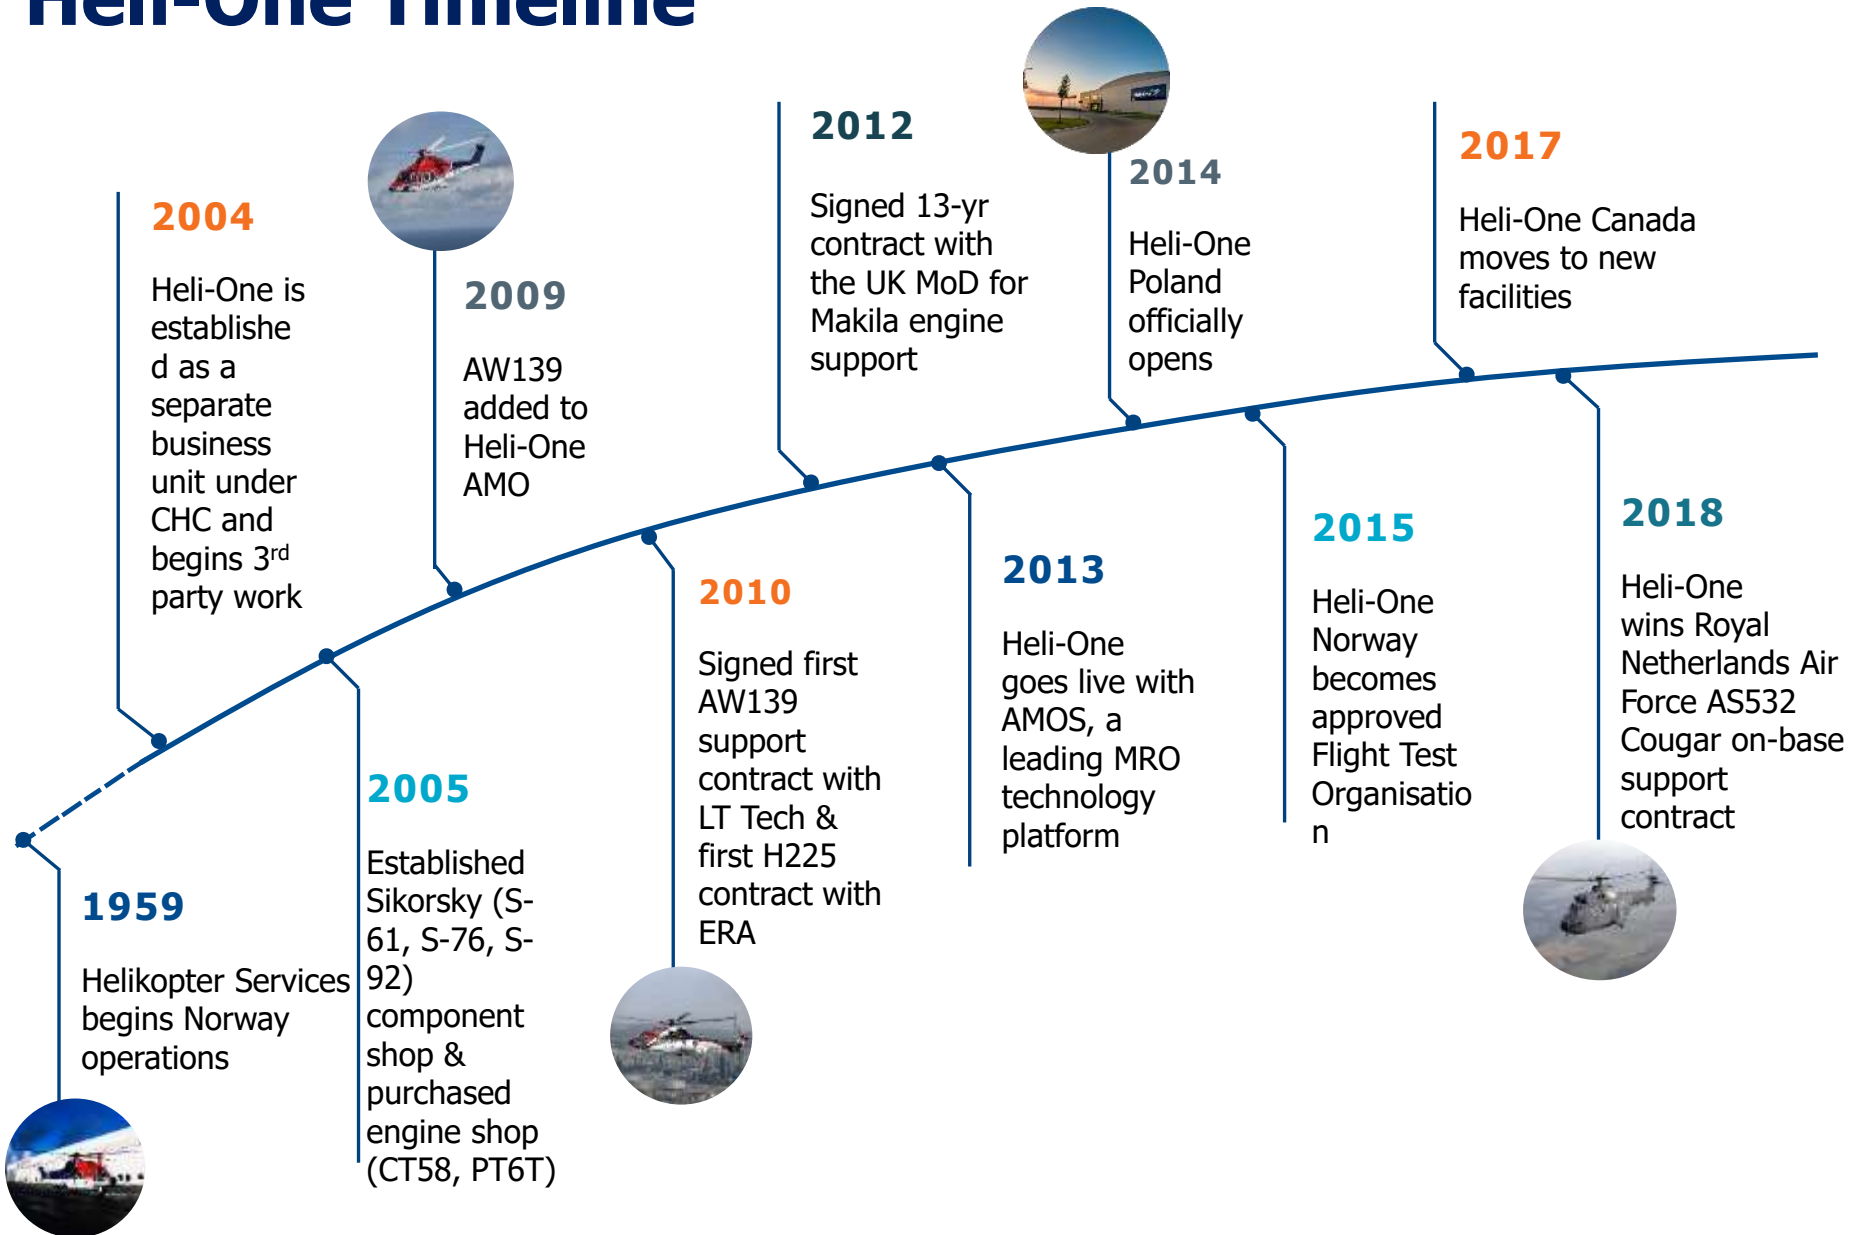 Heli-One Timeline
2004
Heli-One is
establishe
d as a
separate
business
unit under
CHC and
begins 3rd
party work
2009
AW139
added to
Heli-One
AMO
2012
Signed 13-yr
contract with
the UK MoD for
Makila engine
support
2014
Heli-One
Poland
officially
opens
2017
Heli-One Canada
moves to new
facilities
1959
Helikopter Services
begins Norway
operations
2005
Established
Sikorsky (S-
61, S-76, S-
92)
component
shop &
purchased
engine shop
(CT58, PT6T)
2010
Signed first
AW139
support
contract with
LT Tech &
first H225
contract with
ERA
2013
Heli-One
goes live with
AMOS, a
leading MRO
technology
platform
2015
Heli-One
Norway
becomes
approved
Flight Test
Organisatio
n
2018
Heli-One
wins Royal
Netherlands Air
Force AS532
Cougar on-base
support
contract